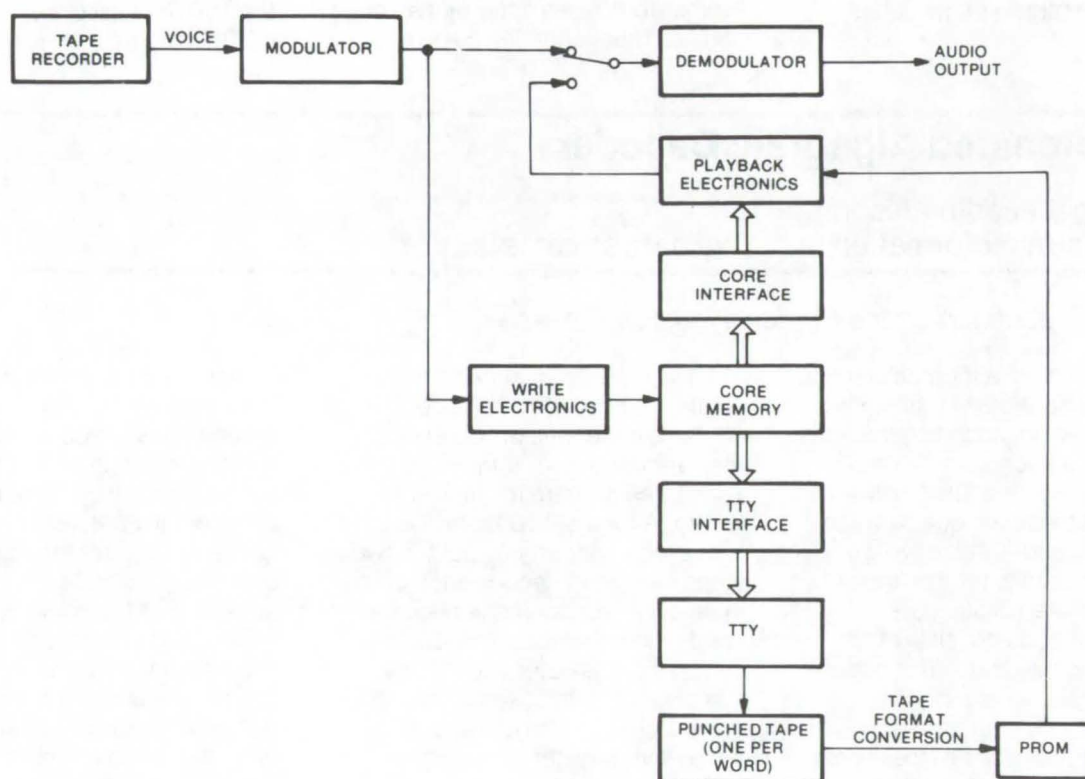 TAPE
RECORDER
VOICE
MODULATOR
DEMODULATOR
AUDIO
OUTPUT
PLAYBACK
ELECTRONICS
CORE
INTERFACE
WRITE
ELECTRONICS
CORE
MEMORY
TTY
INTERFACE
TTY
PUNCHED TAPE
(ONE PER
WORD)
TAPE
FORMAT
CONVERSION
PROM